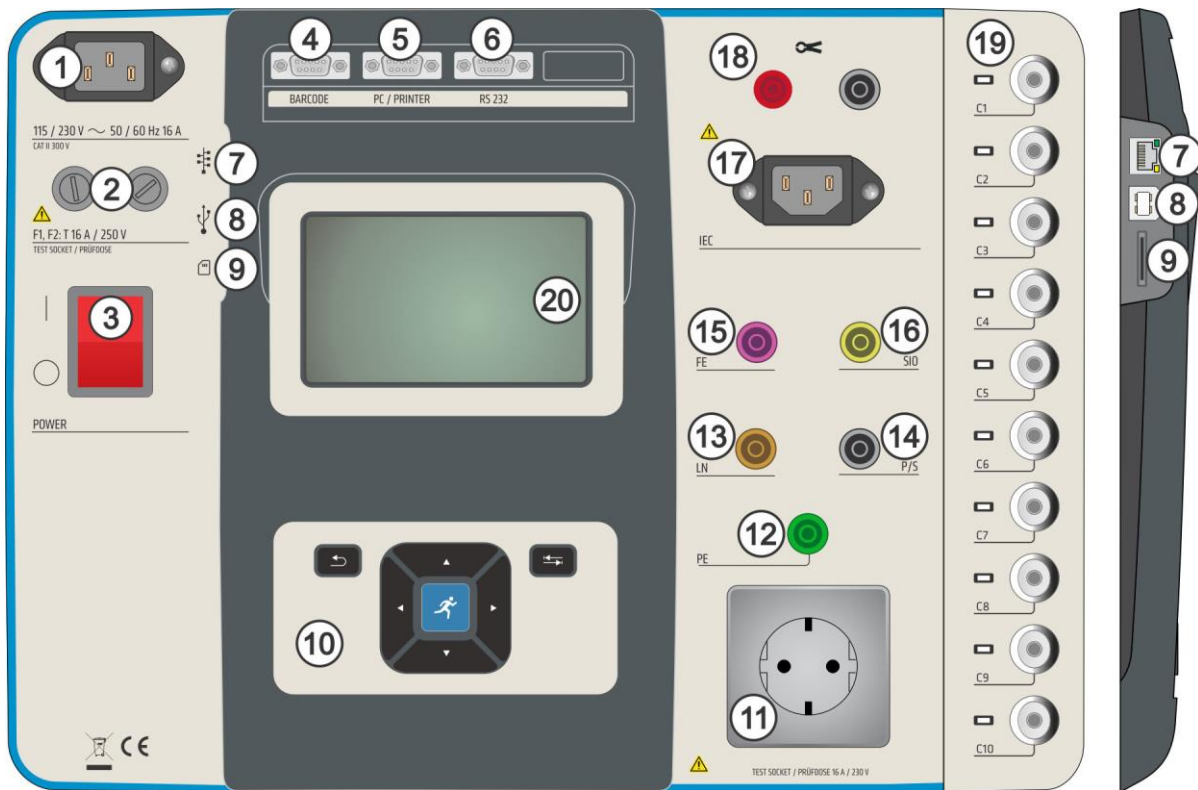 1
115 / 230 V ～ 50 / 60 Hz 16 A
CAT II 300 V
2
F1, F2: T 16 A / 250 V
TEST SOCKET / PRÜFDOSE
3
POWER
CE
4 5 6
BARCODE PC / PRINTER RS 232
7
8
9
20
10
18
17
IEC
15 16
FE SIO
13 14
LN P/S
12
PE
11
TEST SOCKET / PRÜFDOSE 16 A / 230 V
19
C1
C2
C3
C4
C5
C6
C7
C8
C9
C10
7
8
9